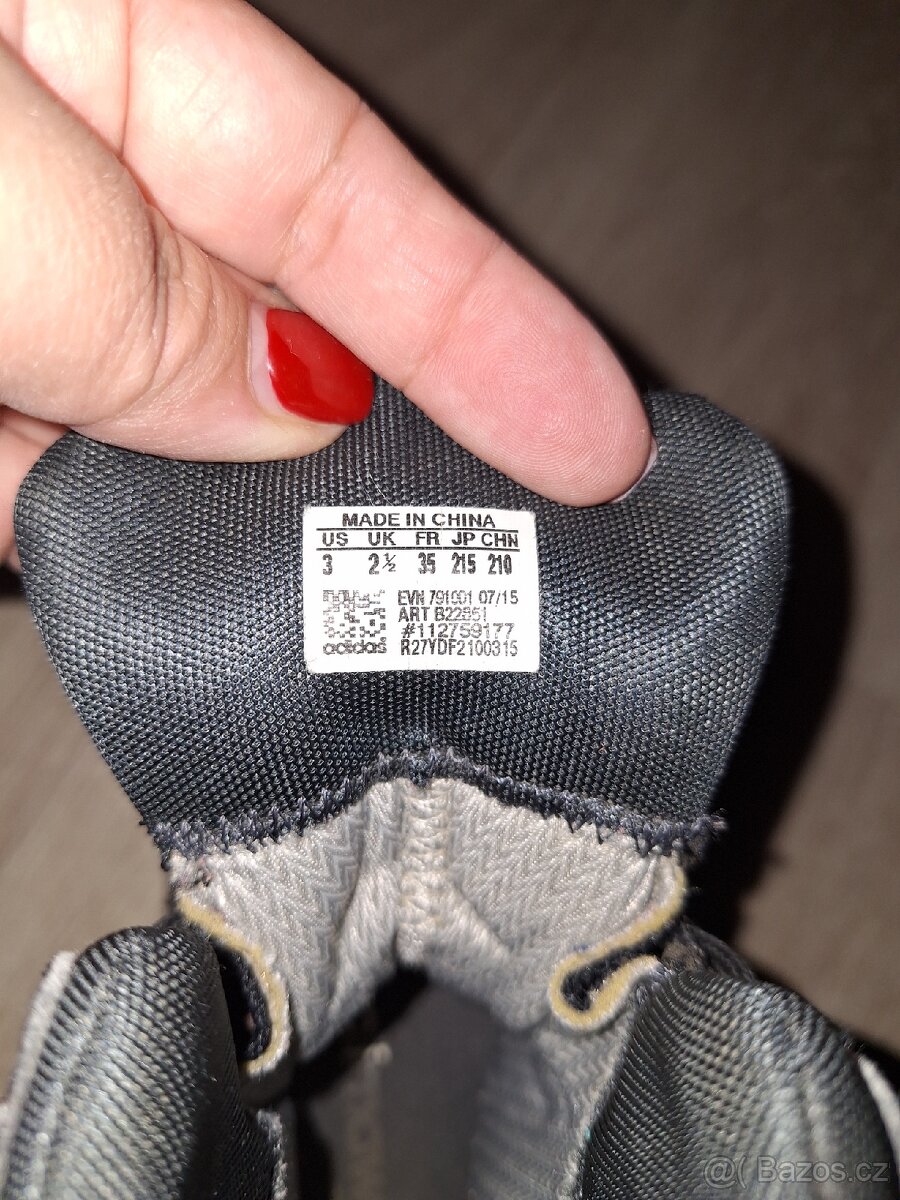 MADE IN CHINA
US UK FR JP CHN
3 2½ 35 215 210
EVN 791001 07/15
ART
#112759177
adidas R27YDF2100315
@( Bazos.cz